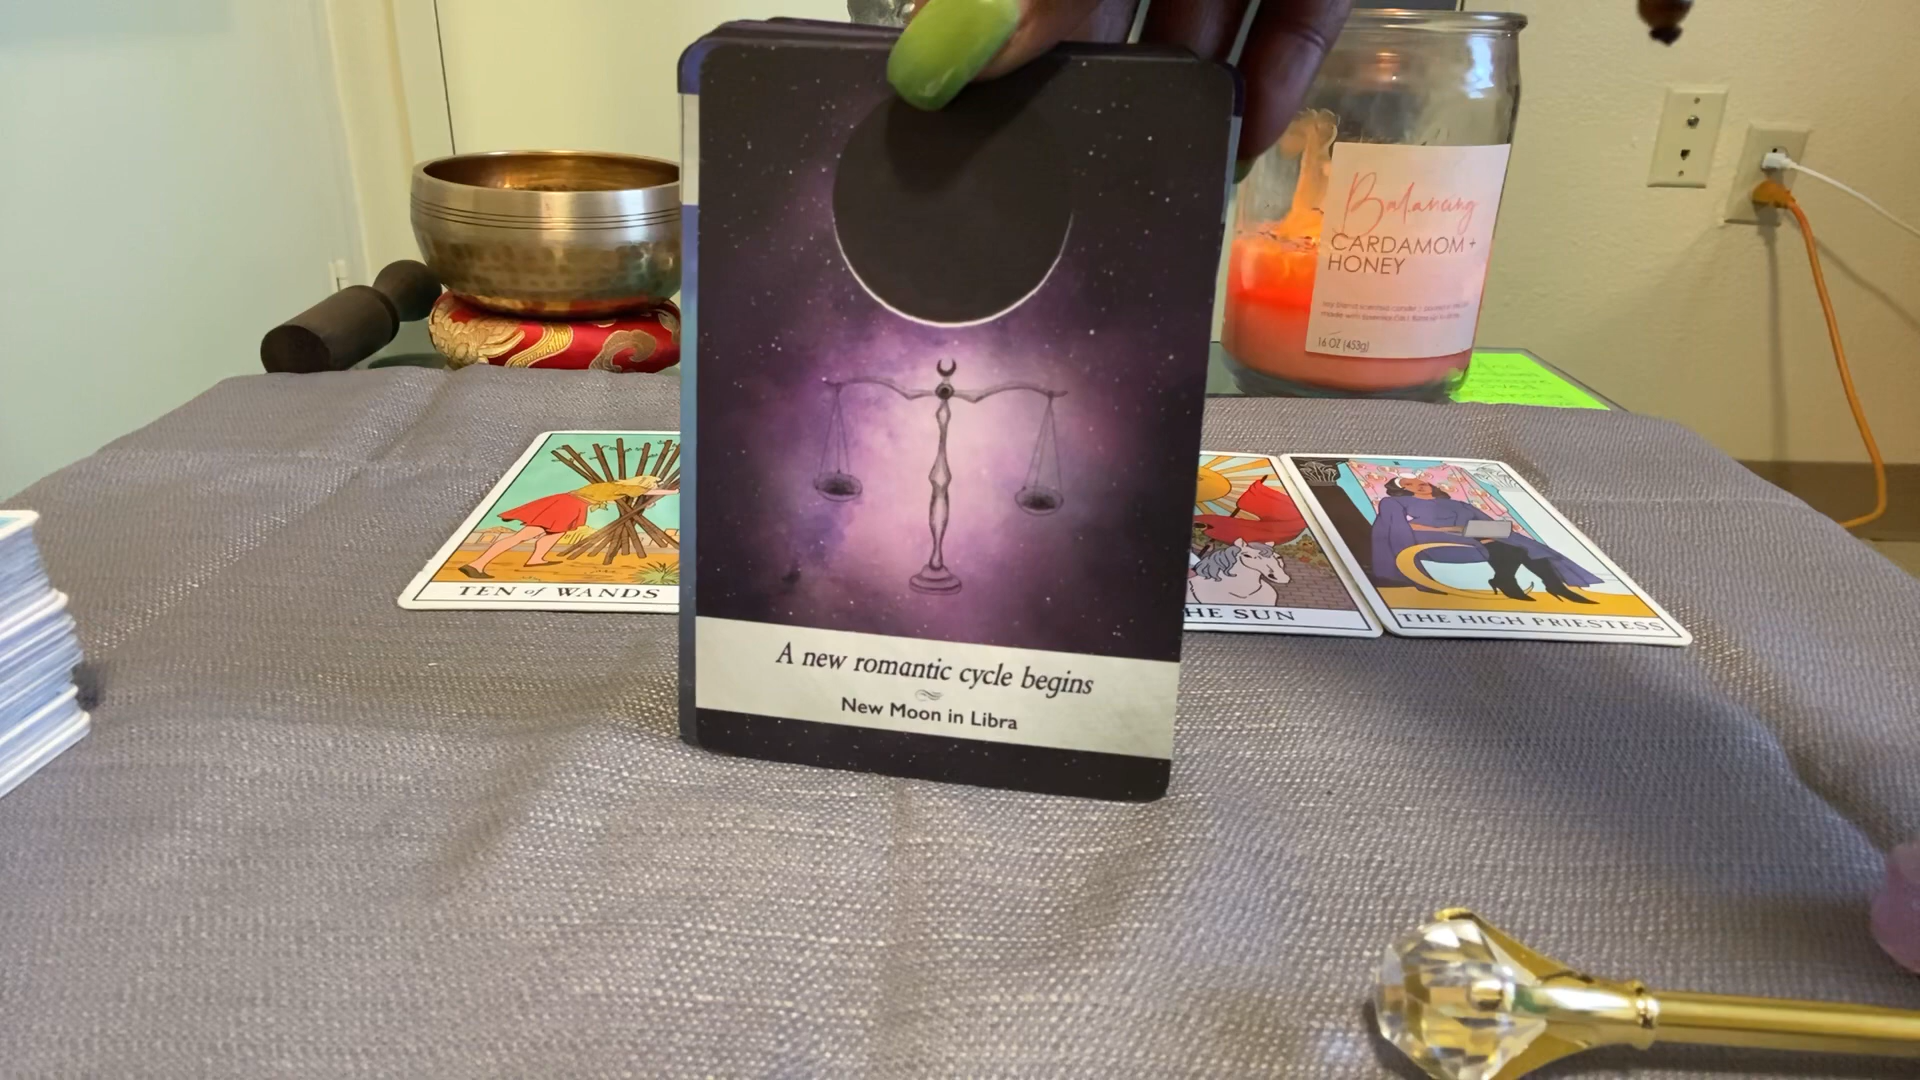 Balancing
CARDAMOM +
HONEY
16 OZ (453g)
TEN of WANDS
HE SUN
THE HIGH PRIESTESS
A new romantic cycle begins
New Moon in Libra